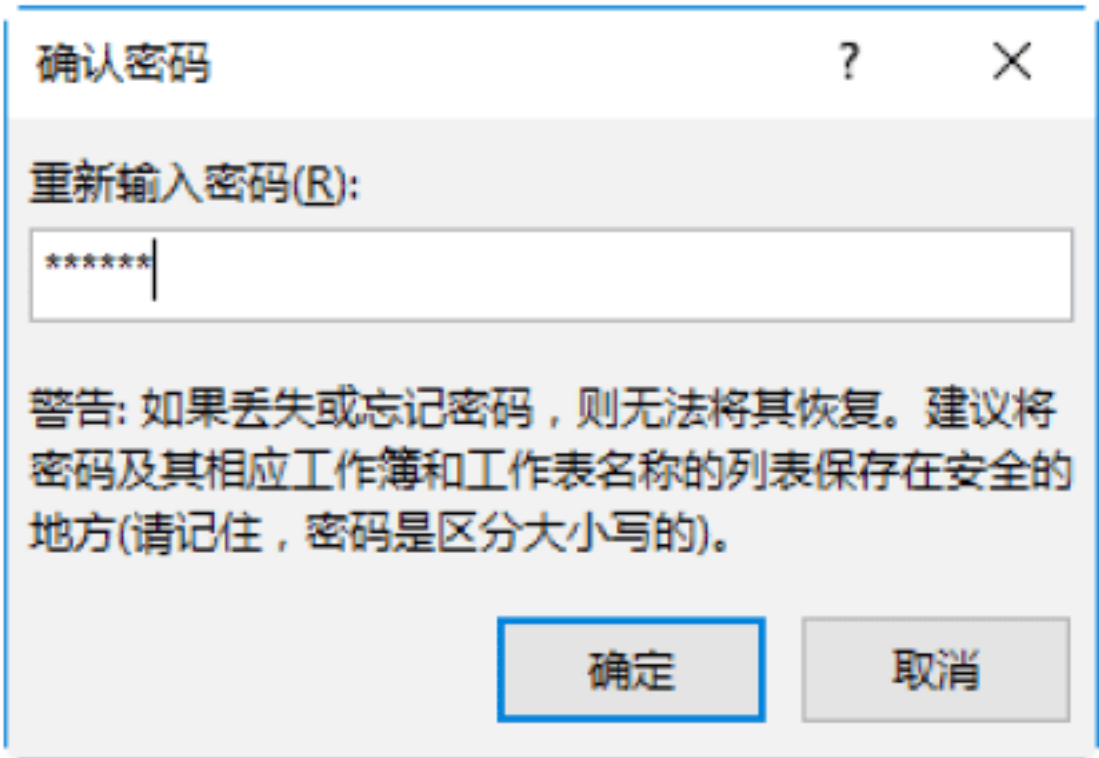 确认密码 ?
重新输入密码(R):
******
警告: 如果丢失或忘记密码，则无法将其恢复。建议将
密码及其相应工作簿和工作表名称的列表保存在安全的
地方(请记住，密码是区分大小写的)。
确定 取消